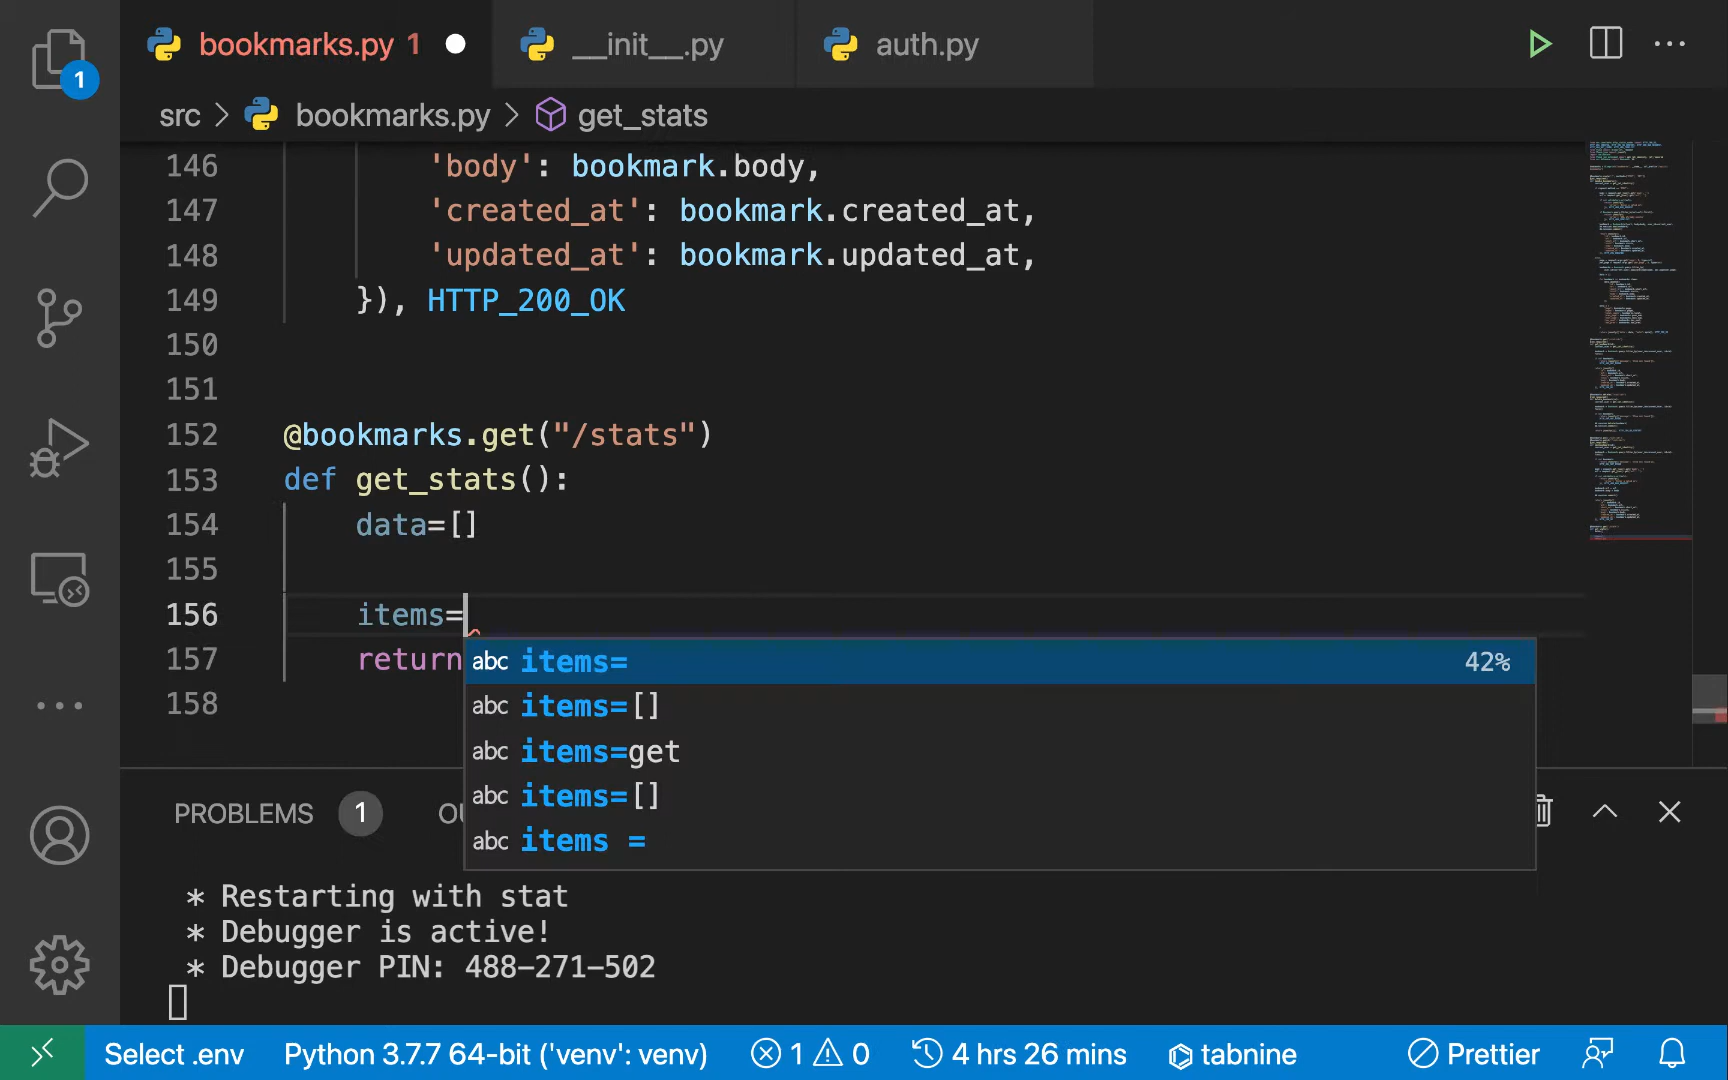 bookmarks.py 1
__init__.py
auth.py
1
src > bookmarks.py > get_stats
146 'body': bookmark.body,
147 'created_at': bookmark.created_at,
148 'updated_at': bookmark.updated_at,
149 }), HTTP_200_OK
150
151
152 @bookmarks.get("/stats")
153 def get_stats():
154 data=[]
155
156 items=
157 return
158
abc items= 42%
abc items=[]
abc items=get
abc items=[]
abc items =
PROBLEMS 1 OU
* Restarting with stat
* Debugger is active!
* Debugger PIN: 488-271-502
Select .env Python 3.7.7 64-bit ('venv': venv) 1 0 4 hrs 26 mins tabnine Prettier